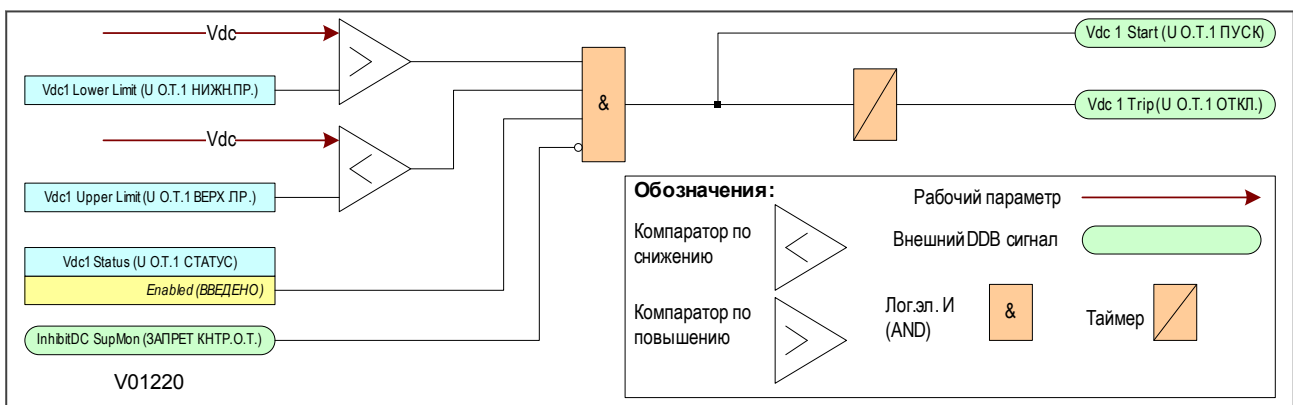 Vdc
Vdc1 Lower Limit (U О.Т.1 НИЖН.ПР.)
Vdc
Vdc1 Upper Limit (U О.Т.1 ВЕРХ.ПР.)
Vdc1 Status (U О.Т.1 СТАТУС)
Enabled (ВВЕДЕНО)
InhibitDC SupMon (ЗАПРЕТ КНТР.О.Т.)
V01220
&
Vdc 1 Start (U О.Т.1 ПУСК)
Vdc 1 Trip (U О.Т.1 ОТКЛ.)
Обозначения:
Компаратор по
снижению
Компаратор по
повышению
Рабочий параметр
Внешний DDB сигнал
Лог.эл. И
(AND)
&
Таймер